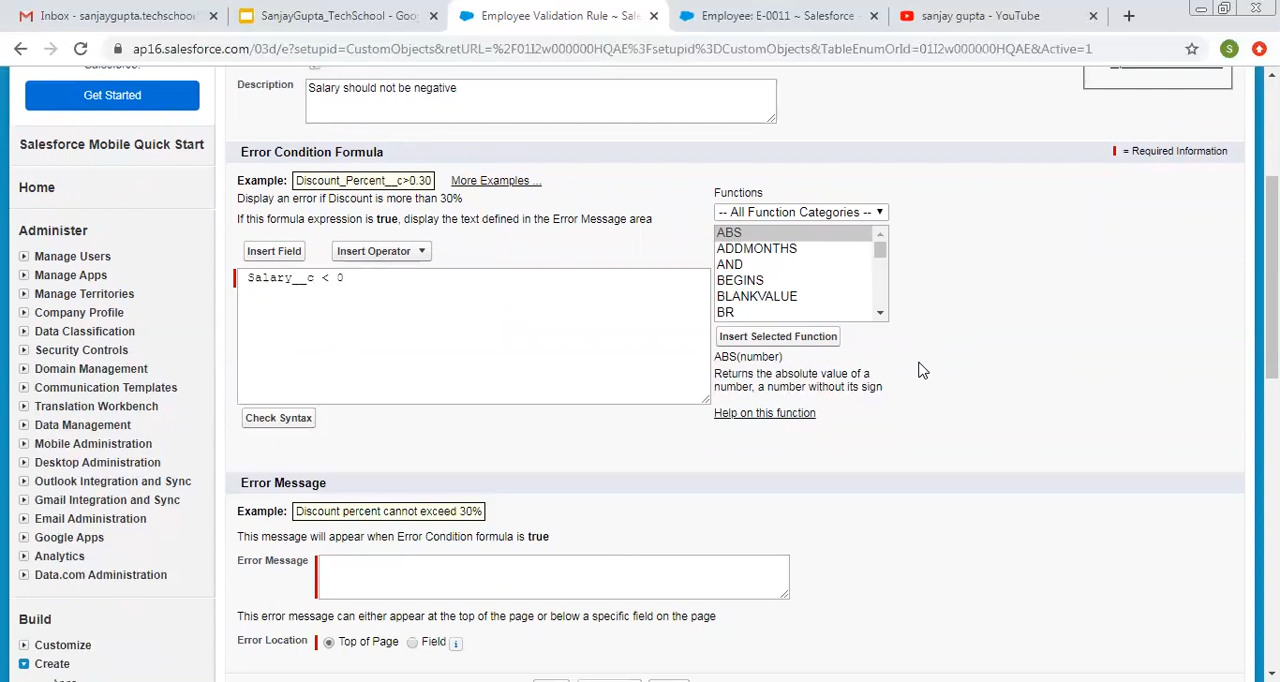 Inbox - sanjaygupta.techschool
SanjayGupta_TechSchool - Goo
Employee Validation Rule ~ Sale
Employee: E-0011 ~ Salesforce
sanjay gupta - YouTube
ap16.salesforce.com/03d/e?setupid=CustomObjects&retURL=%2F01I2w000000HQAE%3Fsetupid%3DCustomObjects&TableEnumOrId=01I2w000000HQAE&Active=1
S
Get Started
Salesforce Mobile Quick Start
Home
Administer
Manage Users
Manage Apps
Manage Territories
Company Profile
Data Classification
Security Controls
Domain Management
Communication Templates
Translation Workbench
Data Management
Mobile Administration
Desktop Administration
Outlook Integration and Sync
Gmail Integration and Sync
Email Administration
Google Apps
Analytics
Data.com Administration
Build
Customize
Create
Description
Salary should not be negative
Error Condition Formula
= Required Information
Example: Discount_Percent__c>0.30 More Examples ...
Display an error if Discount is more than 30%
If this formula expression is true, display the text defined in the Error Message area
Insert Field
Insert Operator
Salary__c < 0
Check Syntax
Functions
-- All Function Categories --
ABS
ADDMONTHS
AND
BEGINS
BLANKVALUE
BR
Insert Selected Function
ABS(number)
Returns the absolute value of a
number, a number without its sign
Help on this function
Error Message
Example: Discount percent cannot exceed 30%
This message will appear when Error Condition formula is true
Error Message
This error message can either appear at the top of the page or below a specific field on the page
Error Location Top of Page Field i